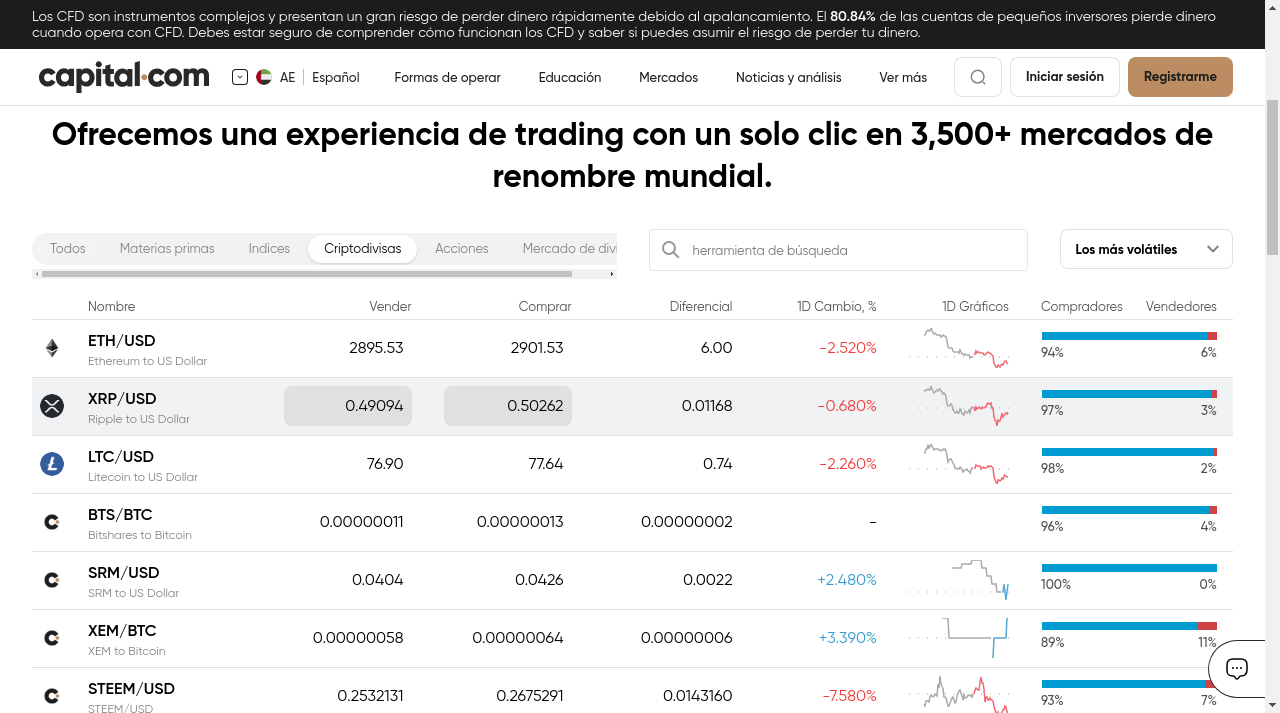 Los CFD son instrumentos complejos y presentan un gran riesgo de perder dinero rápidamente debido al apalancamiento. El 80.84% de las cuentas de pequeños inversores pierde dinero
cuando opera con CFD. Debes estar seguro de comprender cómo funcionan los CFD y saber si puedes asumir el riesgo de perder tu dinero.
capital.com AE Español Formas de operar Educación Mercados Noticias y análisis Ver más Iniciar sesión Registrarme
Ofrecemos una experiencia de trading con un solo clic en 3,500+ mercados de
renombre mundial.
Todos Materias primas Indices Criptodivisas Acciones Mercado de divi herramienta de búsqueda Los más volátiles
Nombre Vender Comprar Diferencial 1D Cambio, % 1D Gráficos Compradores Vendedores
ETH/USD 2895.53 2901.53 6.00 -2.520%
Ethereum to US Dollar 94% 6%
XRP/USD 0.49094 0.50262 0.01168 -0.680%
Ripple to US Dollar 97% 3%
LTC/USD 76.90 77.64 0.74 -2.260%
Litecoin to US Dollar 98% 2%
BTS/BTC 0.00000011 0.00000013 0.00000002 -
Bitshares to Bitcoin 96% 4%
SRM/USD 0.0404 0.0426 0.0022 +2.480%
SRM to US Dollar 100% 0%
XEM/BTC 0.00000058 0.00000064 0.00000006 +3.390%
XEM to Bitcoin 89% 11%
STEEM/USD 0.2532131 0.2675291 0.0143160 -7.580%
STEEM/USD 93% 7%